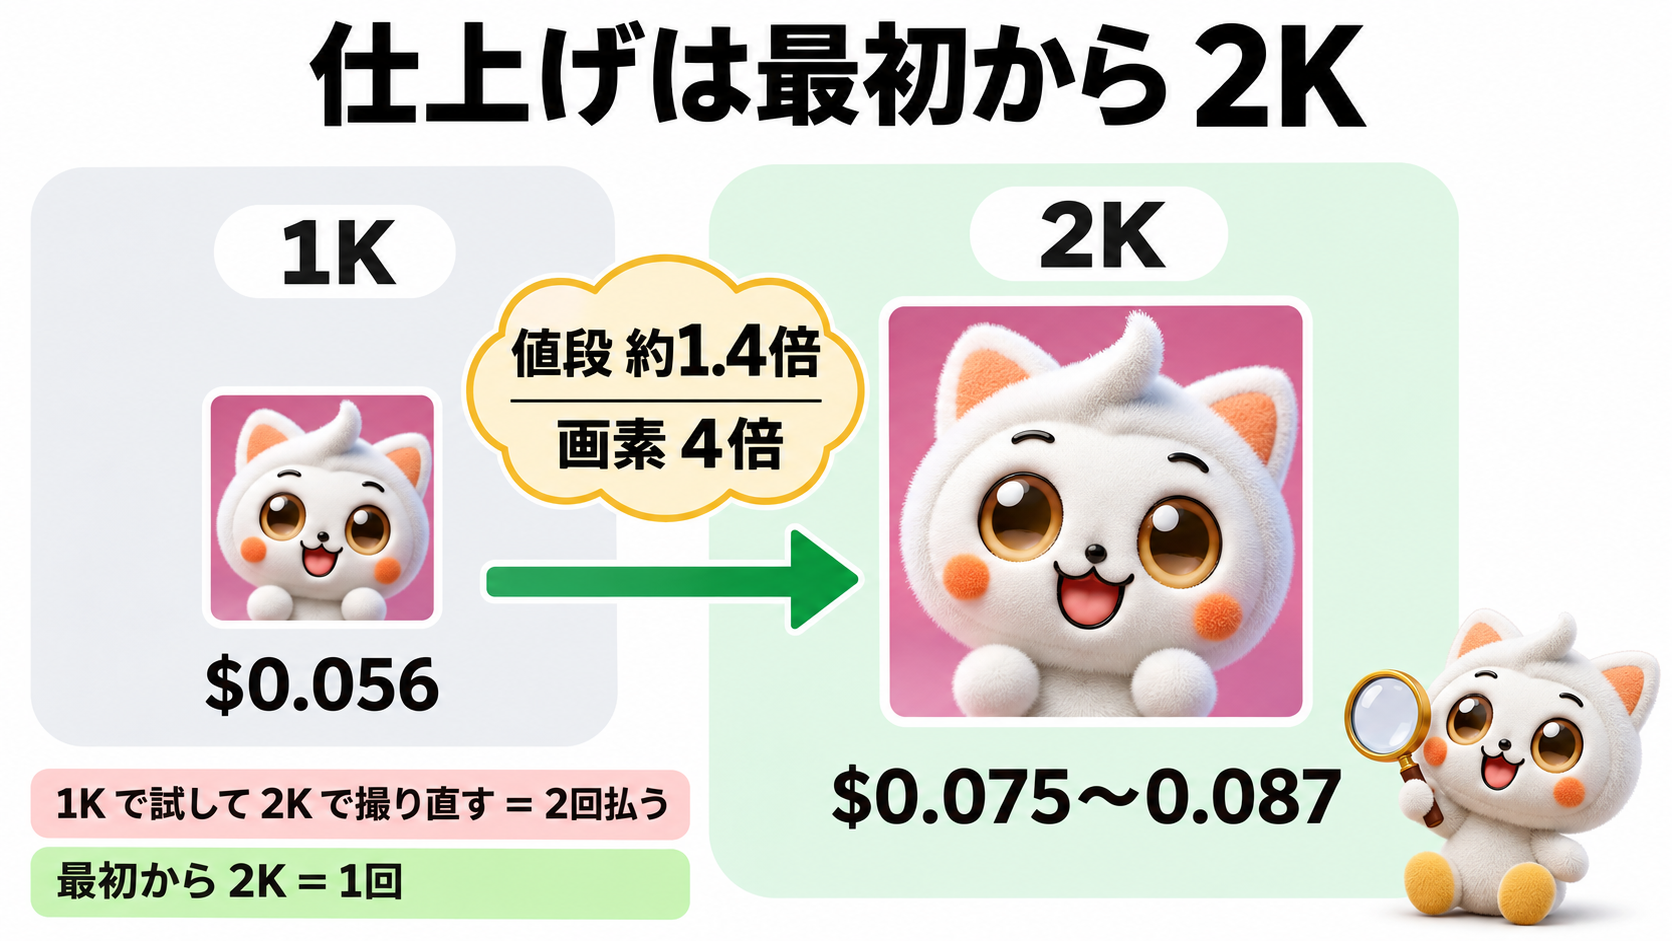 仕上げは最初から 2K
1K
$0.056
値段 約1.4倍
画素 4倍
2K
$0.075〜0.087
1K で試して 2K で撮り直す = 2回払う
最初から 2K = 1回